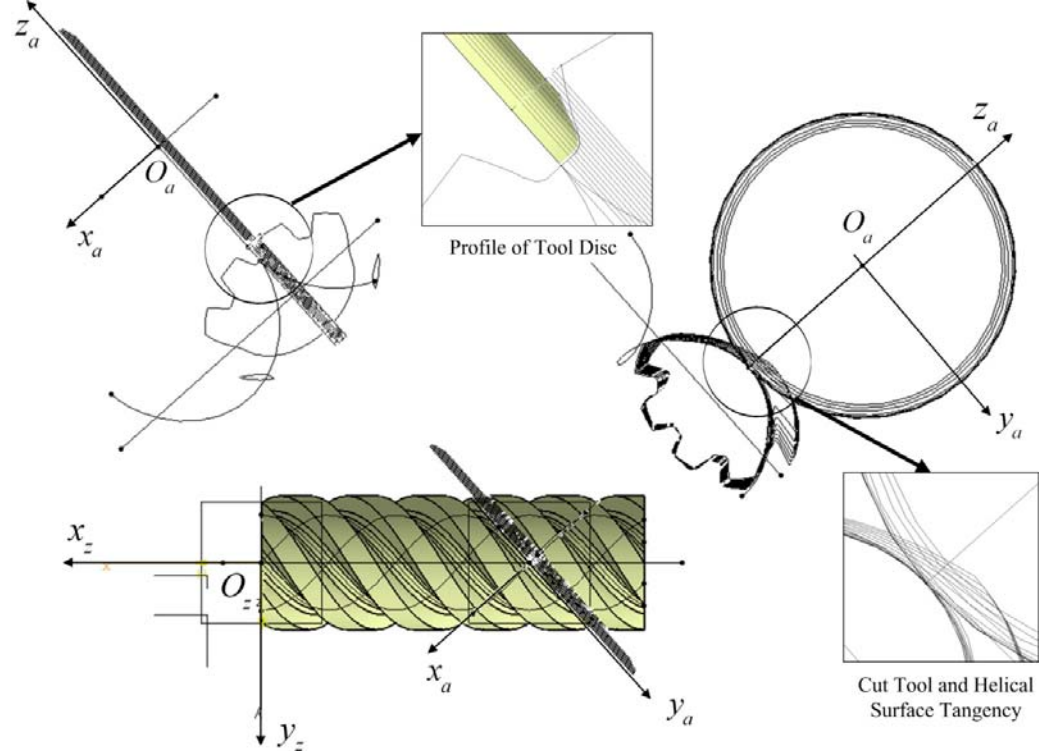 z_a
O_a
x_a
Profile of Tool Disc
z_a
O_a
y_a
x_z
x
O_z
x_a
y_a
y_z
Cut Tool and Helical
Surface Tangency